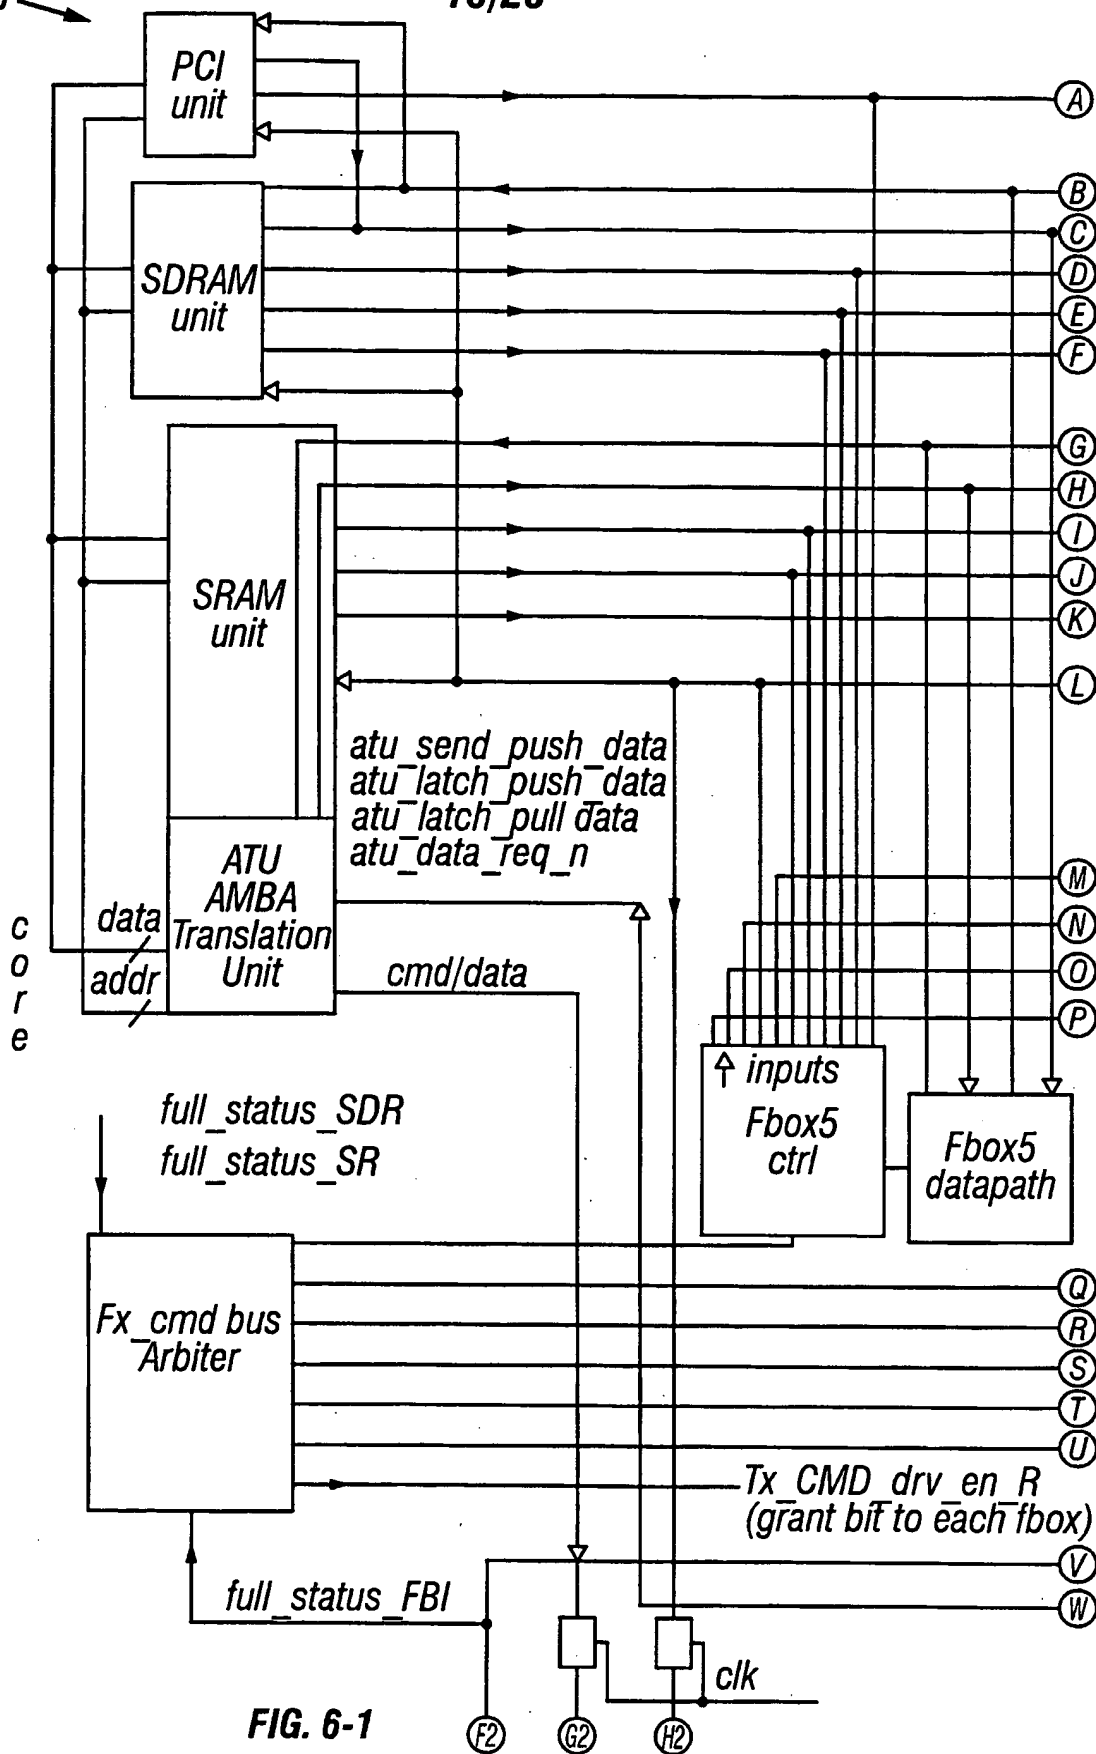 PCI
unit
A
B
C
SDRAM
unit
D
E
F
G
H
I
SRAM
unit
J
K
L
atu_send_push_data
atu_latch_push_data
atu_latch_pull data
atu_data_req_n
ATU
AMBA
Translation
Unit
core
data
addr
cmd/data
M
N
O
P
inputs
Fbox5
ctrl
Fbox5
datapath
full_status_SDR
full_status_SR
Fx_cmd bus
Arbiter
Q
R
S
T
U
Tx_CMD_drv_en_R
(grant bit to each fbox)
V
full_status_FBI
W
clk
FIG. 6-1
F2
G2
H2